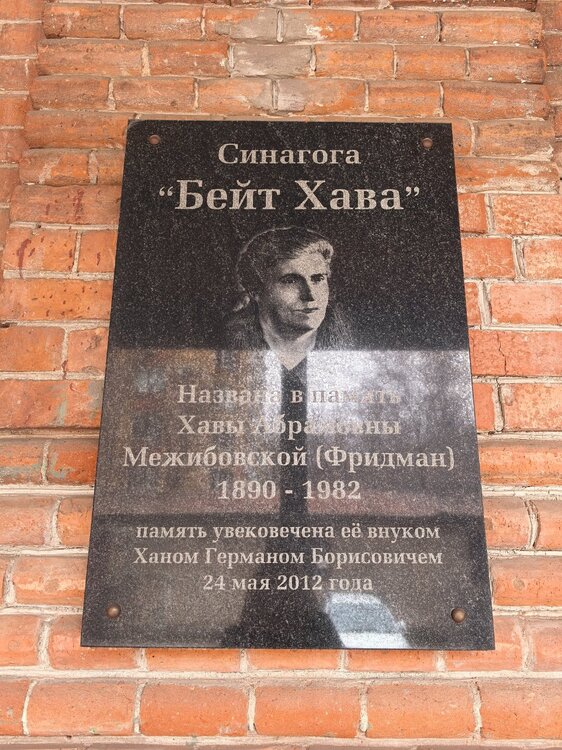 Синагога
“Бейт Хава”
Названа в память
Хавы Абрамовны
Межибовской (Фридман)
1890 - 1982
память увековечена её внуком
Ханом Германом Борисовичем
24 мая 2012 года